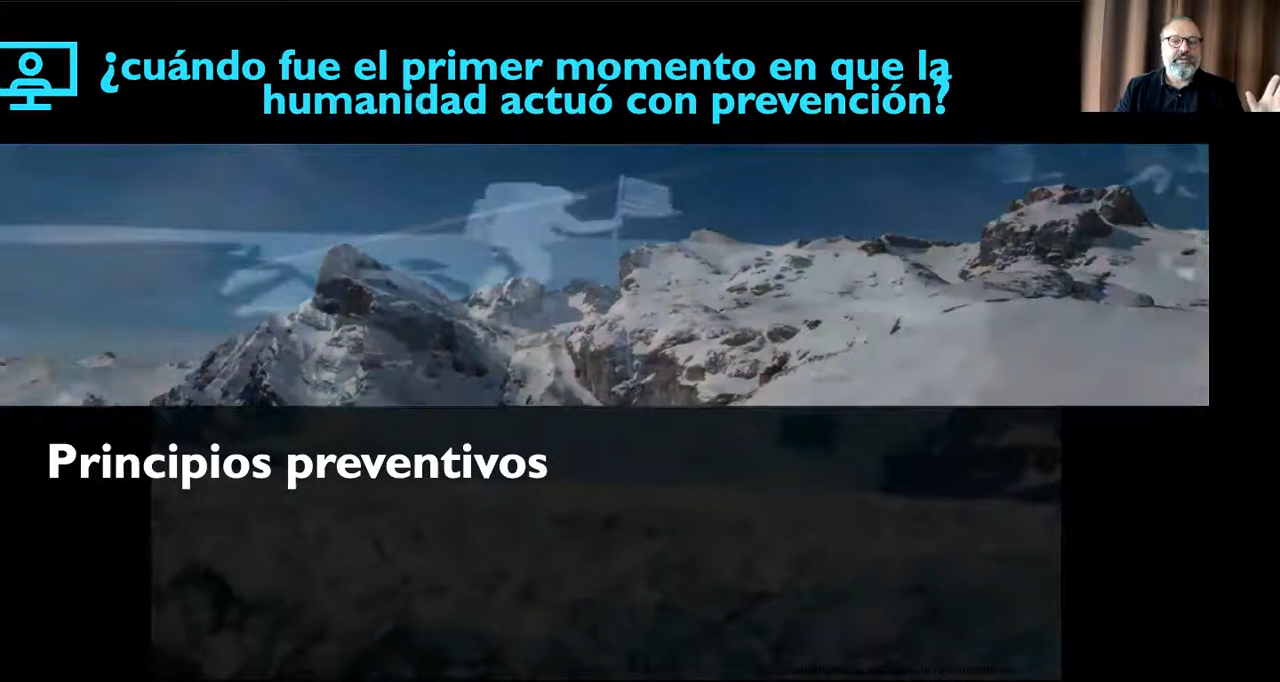 ¿cuándo fue el primer momento en que la
humanidad actuó con prevención?
Principios preventivos